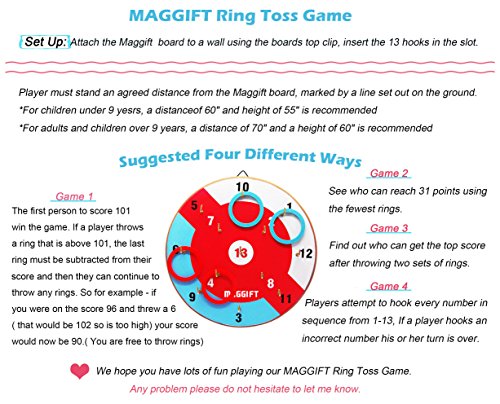 MAGGIFT Ring Toss Game
Set Up: Attach the Maggift board to a wall using the boards top clip, insert the 13 hooks in the slot.
Player must stand an agreed distance from the Maggift board, marked by a line set out on the ground.
*For children under 9 yesrs, a distanceof 60" and height of 55" is recommended
*For adults and children over 9 years, a distance of 70" and a height of 60" is recommended
Suggested Four Different Ways
Game 1
The first person to score 101
win the game. If a player throws
a ring that is above 101, the last
ring must be subtracted from their
score and then they can continue to
throw any rings. So for example - if
you were on the score 96 and threw a 6
( that would be 102 so is too high) your score
would now be 90.( You are free to throw rings)
10
12
13
4
8
11
MAGGIFT
3
Game 2
See who can reach 31 points using
the fewest rings.
Game 3
Find out who can get the top score
after throwing two sets of rings.
Game 4
Players attempt to hook every number in
sequence from 1-13, If a player hooks an
incorrect number his or her turn is over.
We hope you have lots of fun playing our MAGGIFT Ring Toss Game.
Any problem please do not hesitate to let me know.